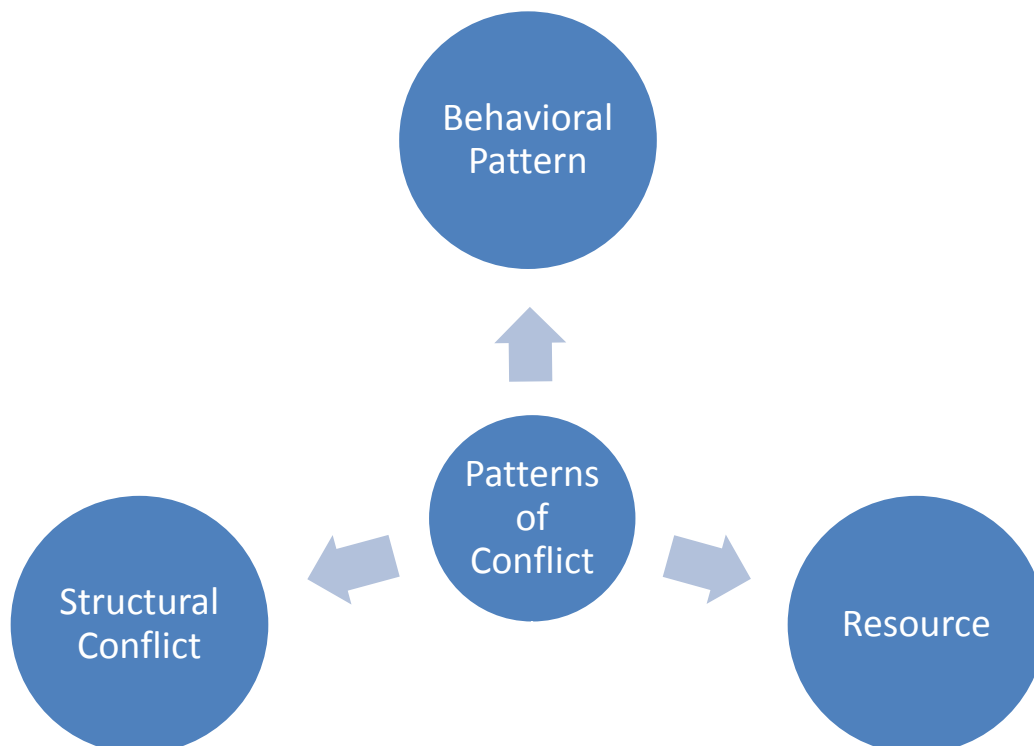 Behavioral
Pattern
Patterns
of
Conflict
Structural
Conflict
Resource